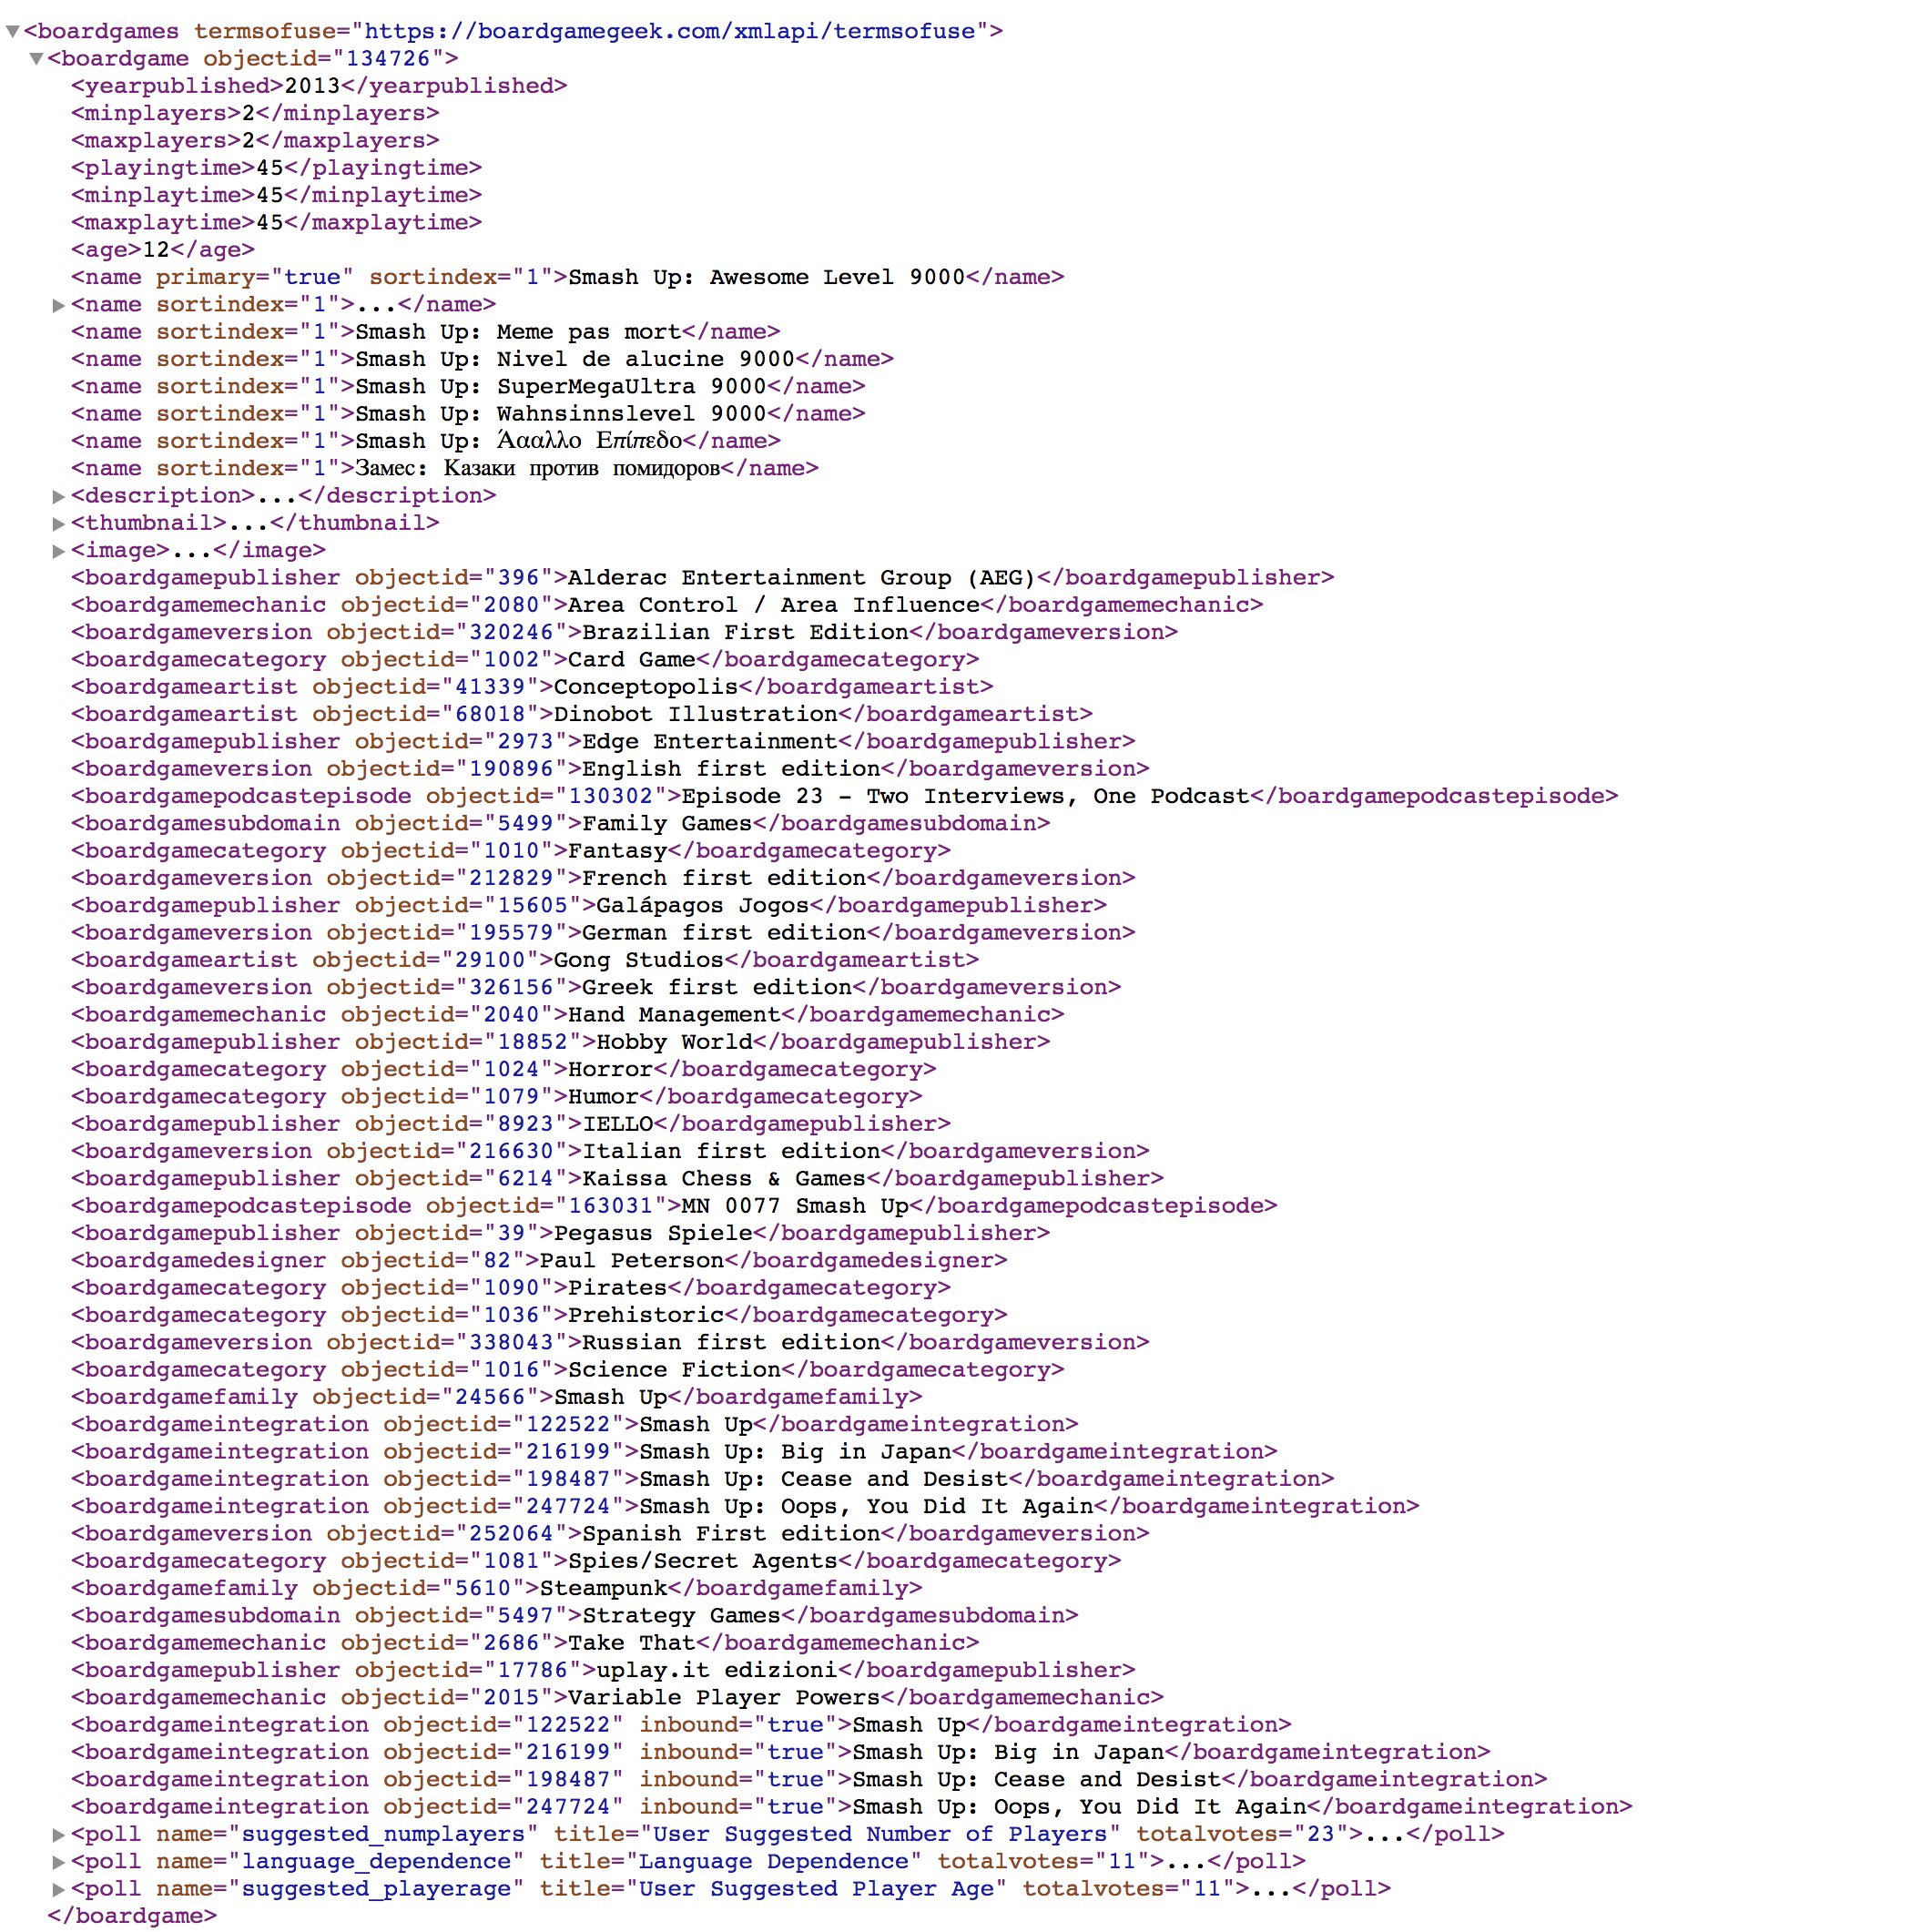 <boardgames termsofuse="https://boardgamegeek.com/xmlapi/termsofuse">
<boardgame objectid="134726">
<yearpublished>2013</yearpublished>
<minplayers>2</minplayers>
<maxplayers>2</maxplayers>
<playingtime>45</playingtime>
<minplaytime>45</minplaytime>
<maxplaytime>45</maxplaytime>
<age>12</age>
<name primary="true" sortindex="1">Smash Up: Awesome Level 9000</name>
<name sortindex="1">...</name>
<name sortindex="1">Smash Up: Meme pas mort</name>
<name sortindex="1">Smash Up: Nivel de alucine 9000</name>
<name sortindex="1">Smash Up: SuperMegaUltra 9000</name>
<name sortindex="1">Smash Up: Wahnsinnslevel 9000</name>
<name sortindex="1">Smash Up: Άααλλο Επίπεδο</name>
<name sortindex="1">Замес: Казаки против помидоров</name>
<description>...</description>
<thumbnail>...</thumbnail>
<image>...</image>
<boardgamepublisher objectid="396">Alderac Entertainment Group (AEG)</boardgamepublisher>
<boardgamemechanic objectid="2080">Area Control / Area Influence</boardgamemechanic>
<boardgameversion objectid="320246">Brazilian First Edition</boardgameversion>
<boardgamecategory objectid="1002">Card Game</boardgamecategory>
<boardgameartist objectid="41339">Conceptopolis</boardgameartist>
<boardgameartist objectid="68018">Dinobot Illustration</boardgameartist>
<boardgamepublisher objectid="2973">Edge Entertainment</boardgamepublisher>
<boardgameversion objectid="190896">English first edition</boardgameversion>
<boardgamepodcastepisode objectid="130302">Episode 23 - Two Interviews, One Podcast</boardgamepodcastepisode>
<boardgamesubdomain objectid="5499">Family Games</boardgamesubdomain>
<boardgamecategory objectid="1010">Fantasy</boardgamecategory>
<boardgameversion objectid="212829">French first edition</boardgameversion>
<boardgamepublisher objectid="15605">Galápagos Jogos</boardgamepublisher>
<boardgameversion objectid="195579">German first edition</boardgameversion>
<boardgameartist objectid="29100">Gong Studios</boardgameartist>
<boardgameversion objectid="326156">Greek first edition</boardgameversion>
<boardgamemechanic objectid="2040">Hand Management</boardgamemechanic>
<boardgamepublisher objectid="18852">Hobby World</boardgamepublisher>
<boardgamecategory objectid="1024">Horror</boardgamecategory>
<boardgamecategory objectid="1079">Humor</boardgamecategory>
<boardgamepublisher objectid="8923">IELLO</boardgamepublisher>
<boardgameversion objectid="216630">Italian first edition</boardgameversion>
<boardgamepublisher objectid="6214">Kaissa Chess & Games</boardgamepublisher>
<boardgamepodcastepisode objectid="163031">MN 0077 Smash Up</boardgamepodcastepisode>
<boardgamepublisher objectid="39">Pegasus Spiele</boardgamepublisher>
<boardgamedesigner objectid="82">Paul Peterson</boardgamedesigner>
<boardgamecategory objectid="1090">Pirates</boardgamecategory>
<boardgamecategory objectid="1036">Prehistoric</boardgamecategory>
<boardgameversion objectid="338043">Russian first edition</boardgameversion>
<boardgamecategory objectid="1016">Science Fiction</boardgamecategory>
<boardgamefamily objectid="24566">Smash Up</boardgamefamily>
<boardgameintegration objectid="122522">Smash Up</boardgameintegration>
<boardgameintegration objectid="216199">Smash Up: Big in Japan</boardgameintegration>
<boardgameintegration objectid="198487">Smash Up: Cease and Desist</boardgameintegration>
<boardgameintegration objectid="247724">Smash Up: Oops, You Did It Again</boardgameintegration>
<boardgameversion objectid="252064">Spanish First edition</boardgameversion>
<boardgamecategory objectid="1081">Spies/Secret Agents</boardgamecategory>
<boardgamefamily objectid="5610">Steampunk</boardgamefamily>
<boardgamesubdomain objectid="5497">Strategy Games</boardgamesubdomain>
<boardgamemechanic objectid="2686">Take That</boardgamemechanic>
<boardgamepublisher objectid="17786">uplay.it edizioni</boardgamepublisher>
<boardgamemechanic objectid="2015">Variable Player Powers</boardgamemechanic>
<boardgameintegration objectid="122522" inbound="true">Smash Up</boardgameintegration>
<boardgameintegration objectid="216199" inbound="true">Smash Up: Big in Japan</boardgameintegration>
<boardgameintegration objectid="198487" inbound="true">Smash Up: Cease and Desist</boardgameintegration>
<boardgameintegration objectid="247724" inbound="true">Smash Up: Oops, You Did It Again</boardgameintegration>
<poll name="suggested_numplayers" title="User Suggested Number of Players" totalvotes="23">...</poll>
<poll name="language_dependence" title="Language Dependence" totalvotes="11">...</poll>
<poll name="suggested_playerage" title="User Suggested Player Age" totalvotes="11">...</poll>
</boardgame>